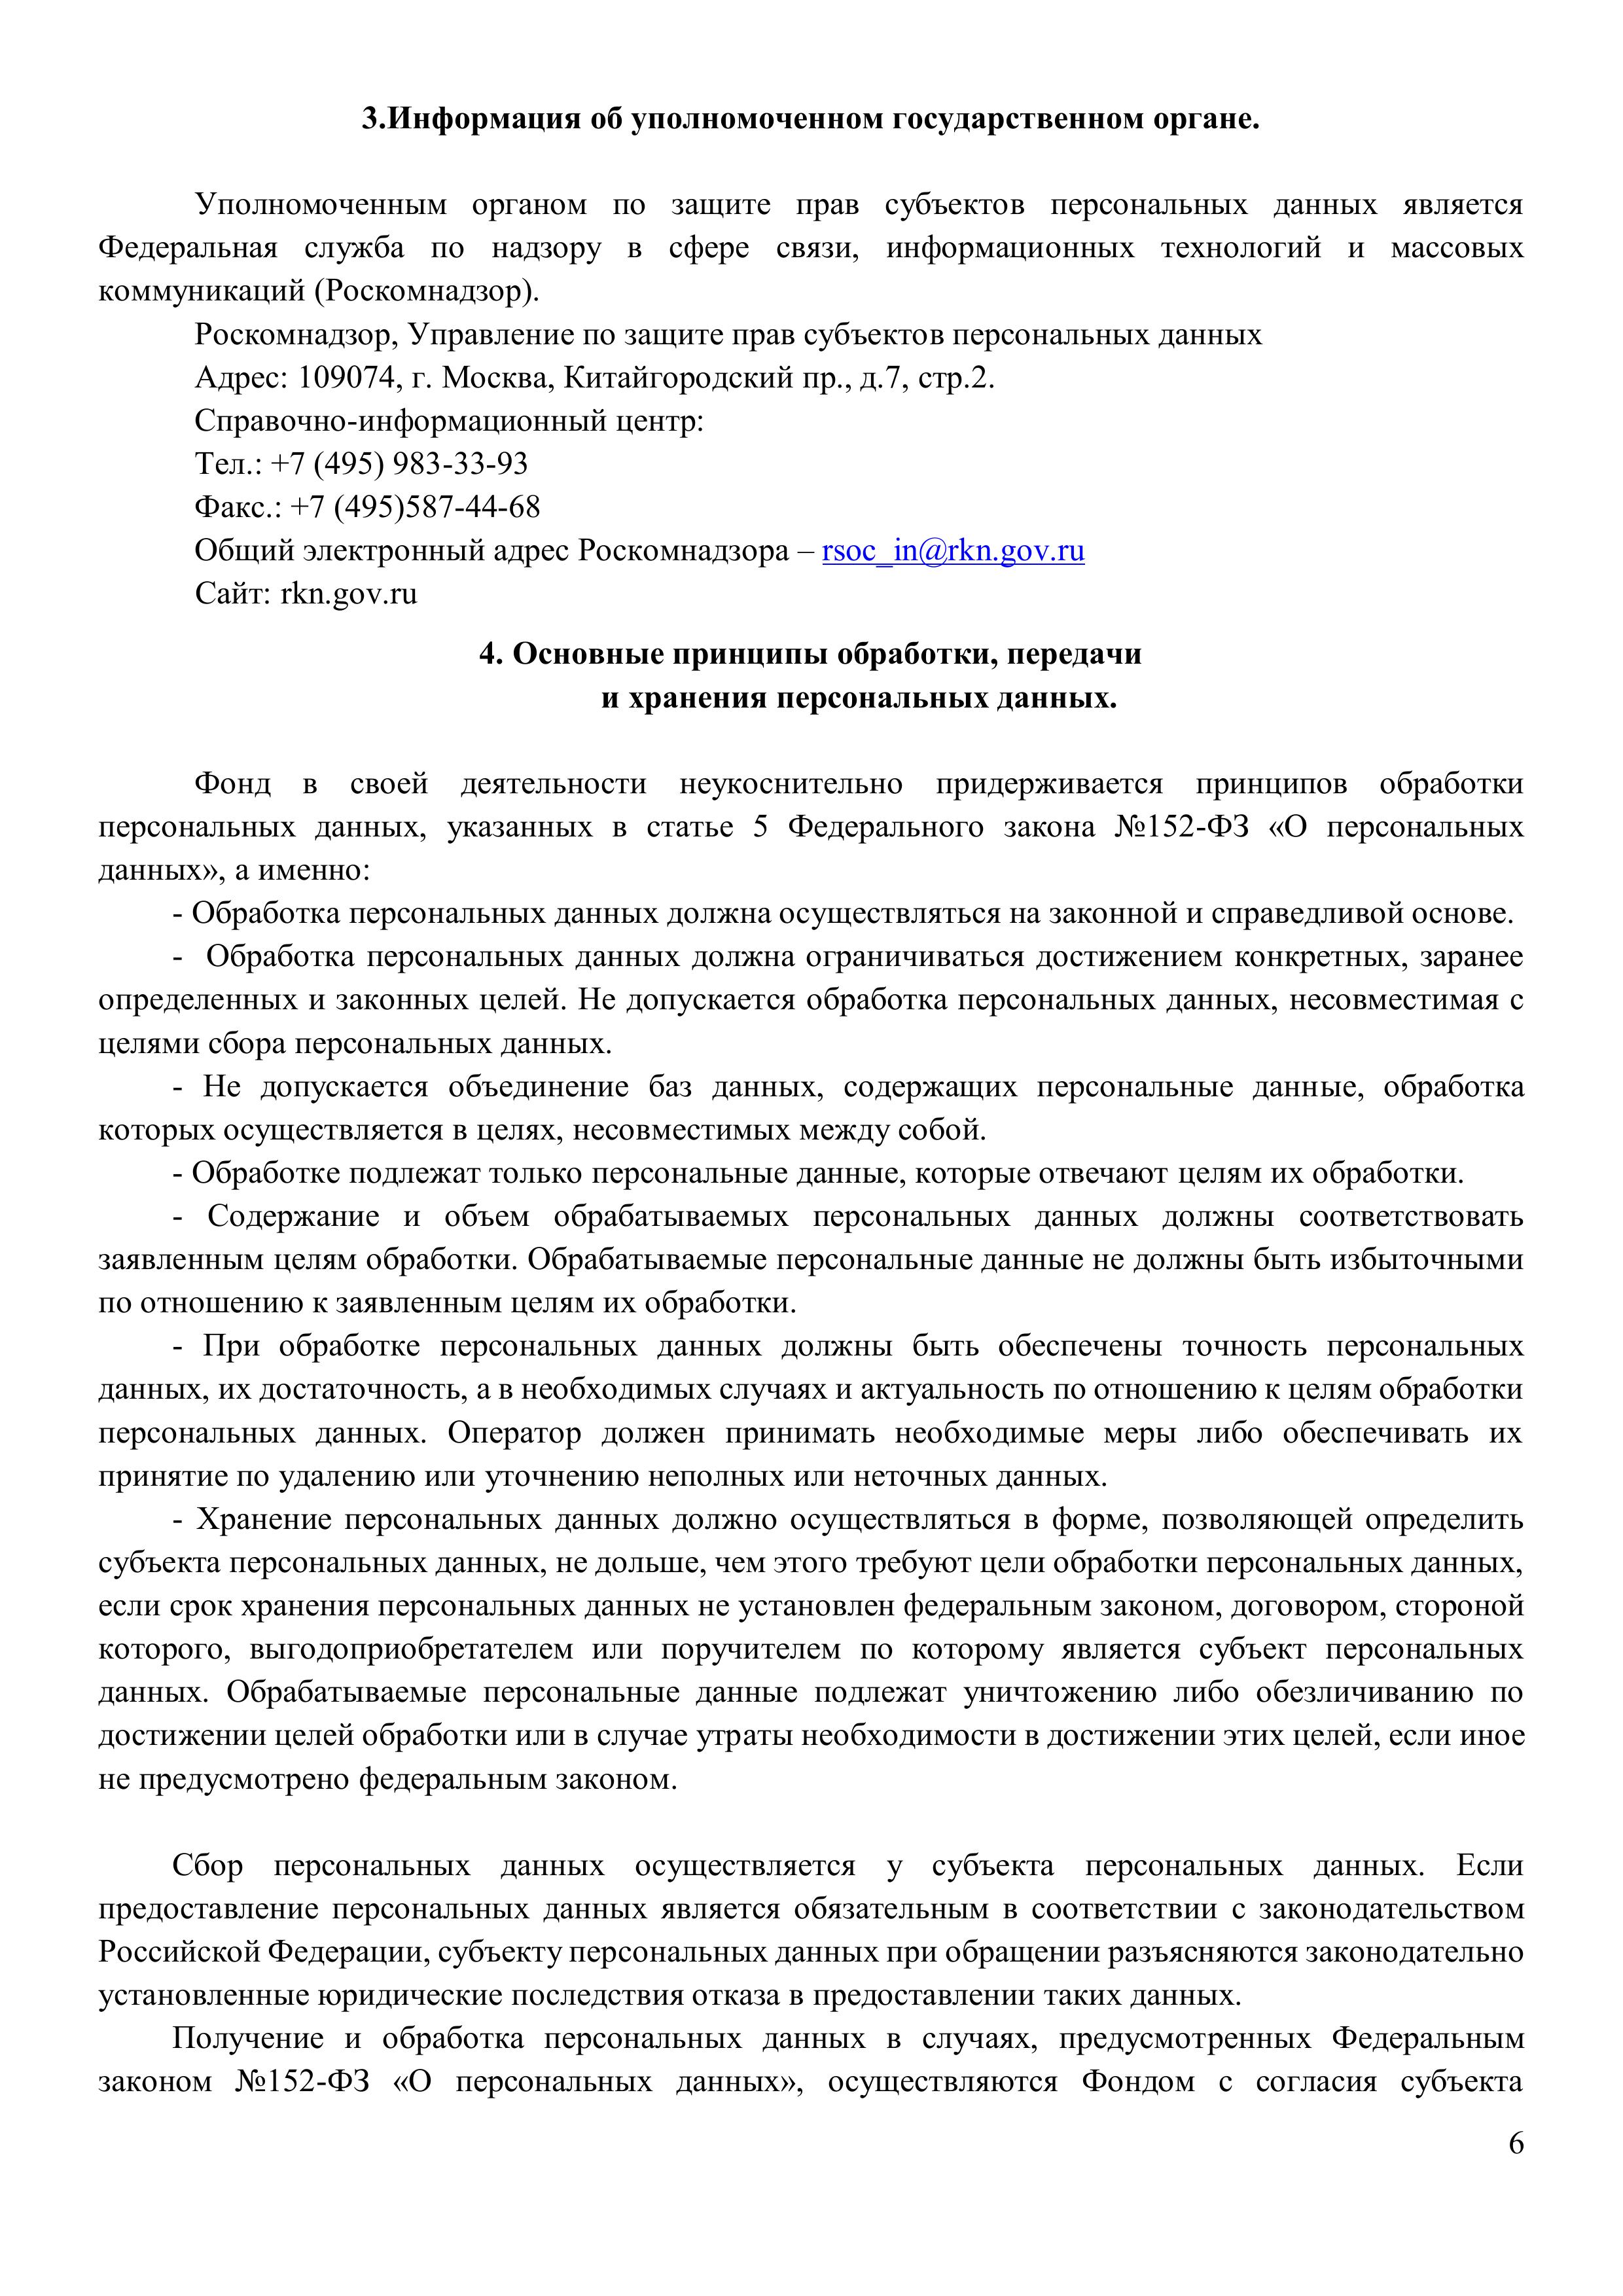 3.Информация об уполномоченном государственном органе.
Уполномоченным органом по защите прав субъектов персональных данных является
Федеральная служба по надзору в сфере связи, информационных технологий и массовых
коммуникаций (Роскомнадзор).
Роскомнадзор, Управление по защите прав субъектов персональных данных
Адрес: 109074, г. Москва, Китайгородский пр., д.7, стр.2.
Справочно-информационный центр:
Тел.: +7 (495) 983-33-93
Факс.: +7 (495)587-44-68
Общий электронный адрес Роскомнадзора – rsoc_in@rkn.gov.ru
Сайт: rkn.gov.ru
4. Основные принципы обработки, передачи
и хранения персональных данных.
Фонд в своей деятельности неукоснительно придерживается принципов обработки
персональных данных, указанных в статье 5 Федерального закона №152-ФЗ «О персональных
данных», а именно:
- Обработка персональных данных должна осуществляться на законной и справедливой основе.
- Обработка персональных данных должна ограничиваться достижением конкретных, заранее
определенных и законных целей. Не допускается обработка персональных данных, несовместимая с
целями сбора персональных данных.
- Не допускается объединение баз данных, содержащих персональные данные, обработка
которых осуществляется в целях, несовместимых между собой.
- Обработке подлежат только персональные данные, которые отвечают целям их обработки.
- Содержание и объем обрабатываемых персональных данных должны соответствовать
заявленным целям обработки. Обрабатываемые персональные данные не должны быть избыточными
по отношению к заявленным целям их обработки.
- При обработке персональных данных должны быть обеспечены точность персональных
данных, их достаточность, а в необходимых случаях и актуальность по отношению к целям обработки
персональных данных. Оператор должен принимать необходимые меры либо обеспечивать их
принятие по удалению или уточнению неполных или неточных данных.
- Хранение персональных данных должно осуществляться в форме, позволяющей определить
субъекта персональных данных, не дольше, чем этого требуют цели обработки персональных данных,
если срок хранения персональных данных не установлен федеральным законом, договором, стороной
которого, выгодоприобретателем или поручителем по которому является субъект персональных
данных. Обрабатываемые персональные данные подлежат уничтожению либо обезличиванию по
достижении целей обработки или в случае утраты необходимости в достижении этих целей, если иное
не предусмотрено федеральным законом.
Сбор персональных данных осуществляется у субъекта персональных данных. Если
предоставление персональных данных является обязательным в соответствии с законодательством
Российской Федерации, субъекту персональных данных при обращении разъясняются законодательно
установленные юридические последствия отказа в предоставлении таких данных.
Получение и обработка персональных данных в случаях, предусмотренных Федеральным
законом №152-ФЗ «О персональных данных», осуществляются Фондом с согласия субъекта
6